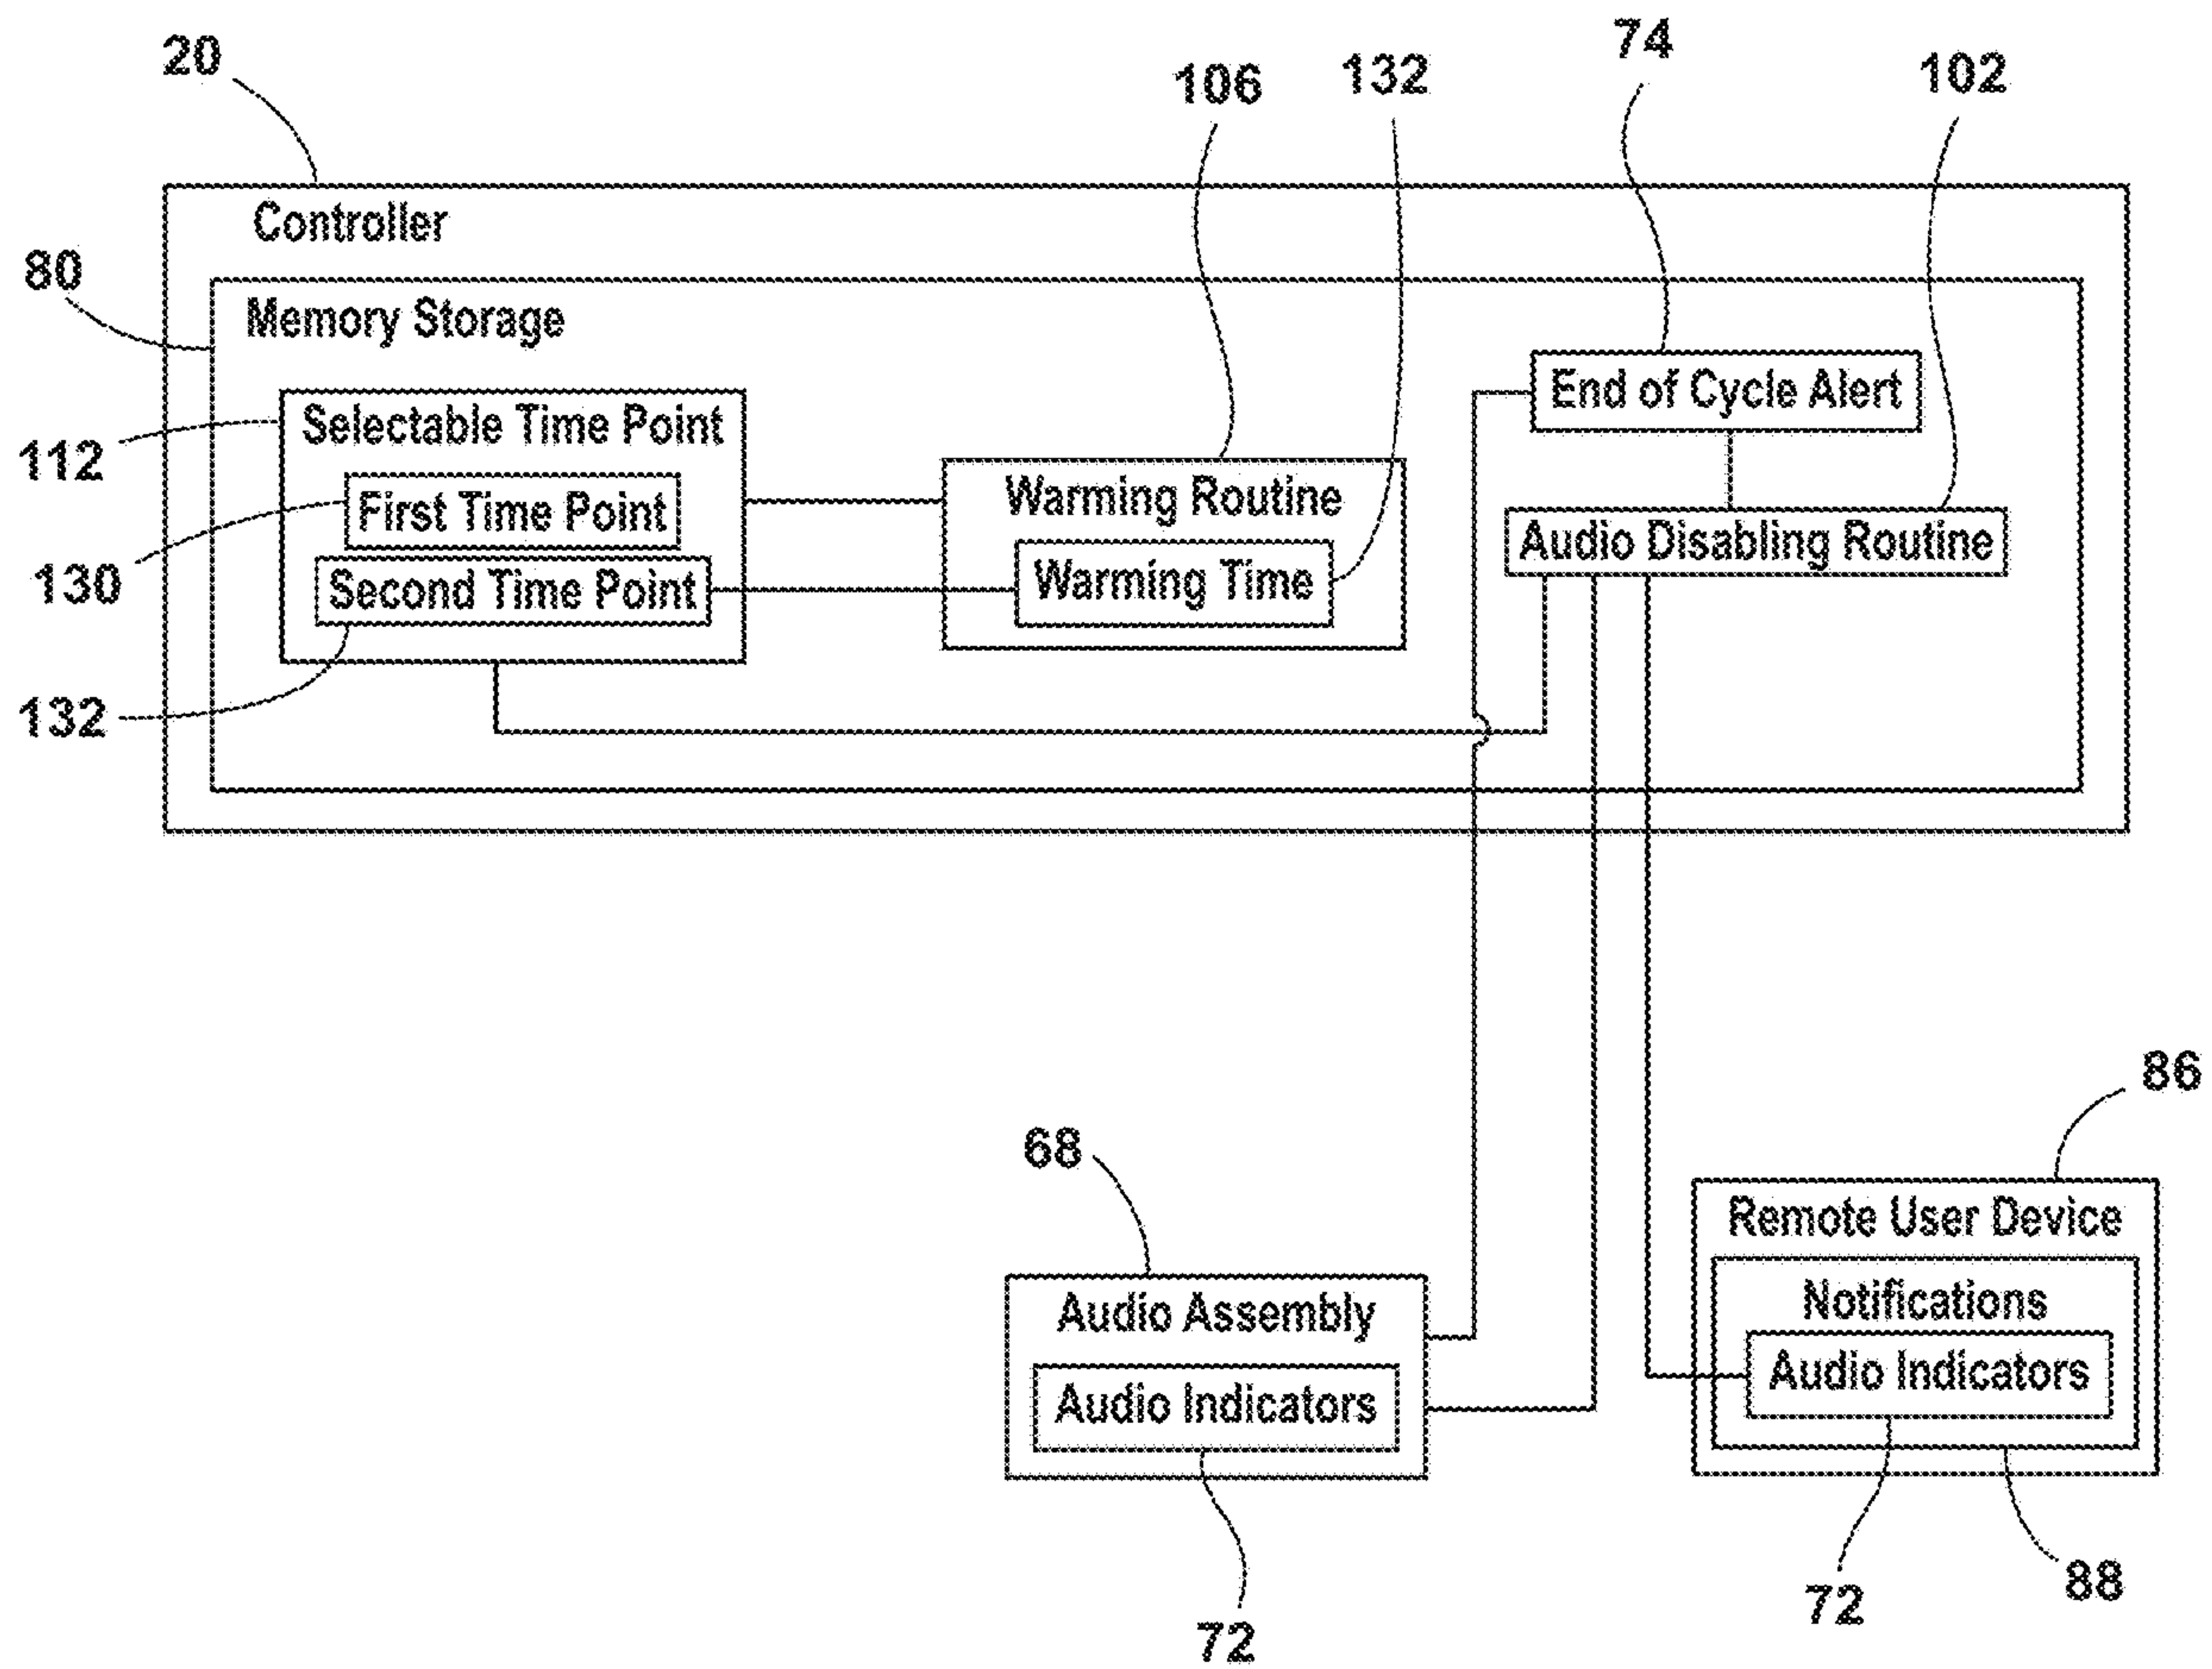 20
106
132
74
102
Controller
80
Memory Storage
End of Cycle Alert
112
Selectable Time Point
First Time Point
Warming Routine
Audio Disabling Routine
130
Second Time Point
Warming Time
132
86
68
Remote User Device
Audio Assembly
Notifications
Audio Indicators
Audio Indicators
72
72
88